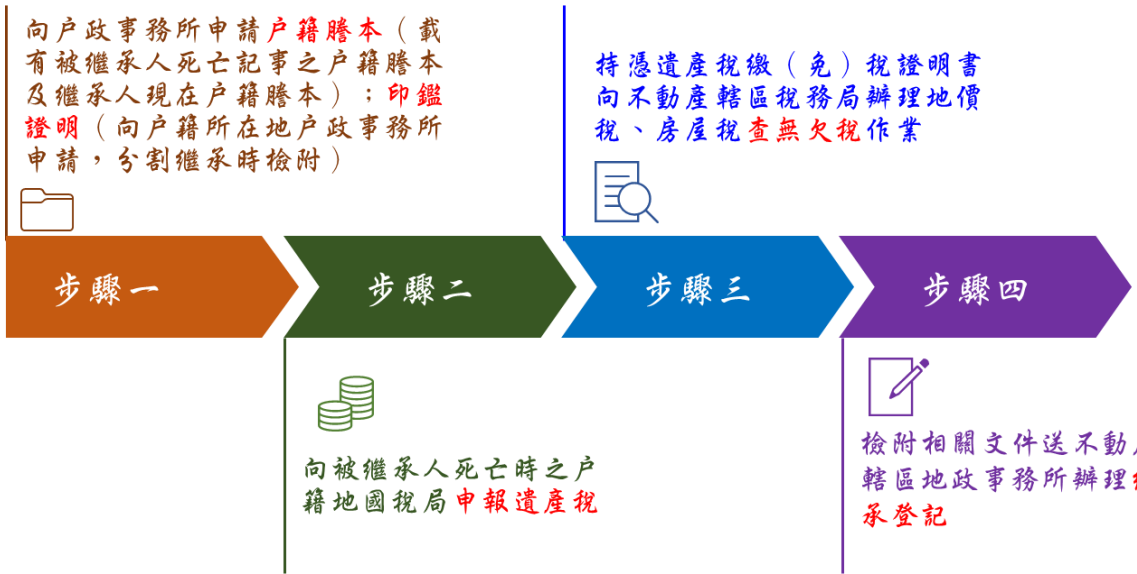 向户政事務所申請户籍謄本（載
有被繼承人死亡記事之户籍謄本
及繼承人現在户籍謄本）；印鑑
證明（向户籍所在地户政事務所
申請，分割繼承時檢附）
步驟一
步驟二
向被繼承人死亡時之户
籍地國稅局申報遺產稅
持憑遺產稅繳（免）稅證明書
向不動產轄區稅務局辦理地價
稅、房屋稅查無欠稅作業
步驟三
步驟四
檢附相關文件送不動
轄區地政事務所辦理
承登記